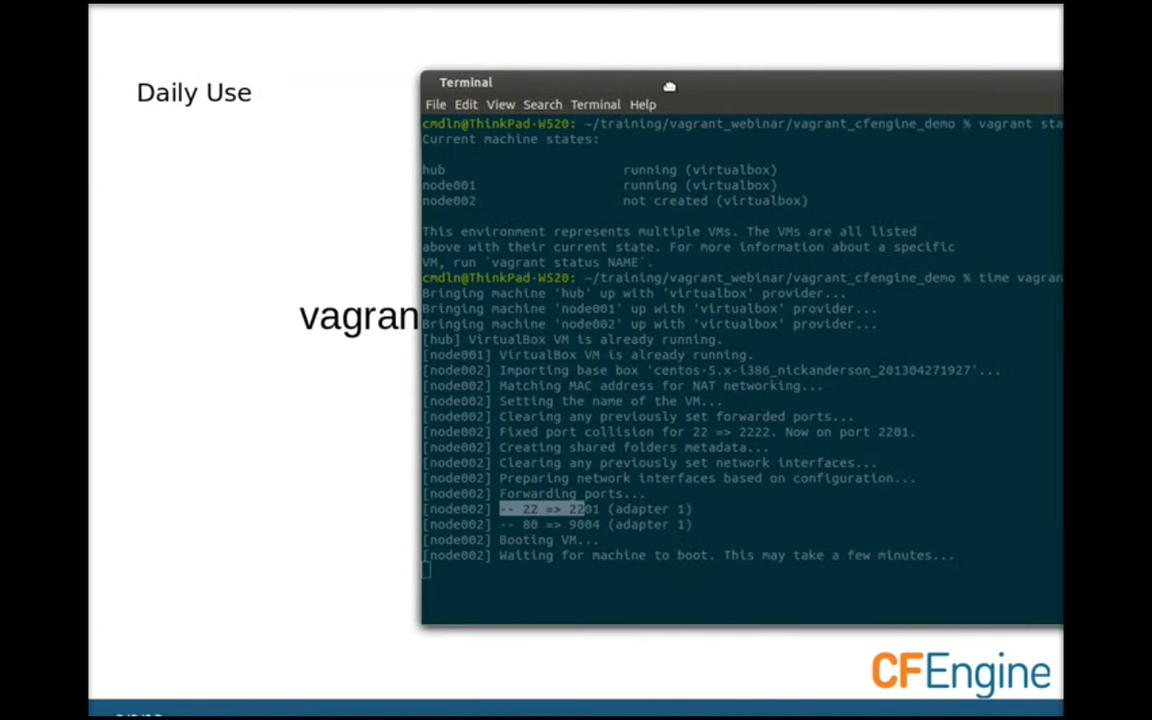 Daily Use
Terminal
File Edit View Search Terminal Help
cmdln@ThinkPad-W520: ~/training/vagrant_webinar/vagrant_cfengine_demo % vagrant sta
Current machine states:
hub running (virtualbox)
node001 running (virtualbox)
node002 not created (virtualbox)
This environment represents multiple VMs. The VMs are all listed
above with their current state. For more information about a specific
VM, run `vagrant status NAME`.
cmdln@ThinkPad-W520: ~/training/vagrant_webinar/vagrant_cfengine_demo % time vagran
Bringing machine 'hub' up with 'virtualbox' provider...
Bringing machine 'node001' up with 'virtualbox' provider...
Bringing machine 'node002' up with 'virtualbox' provider...
vagran
[hub] VirtualBox VM is already running.
[node001] VirtualBox VM is already running.
[node002] Importing base box 'centos-5.x-i386_nickanderson_201304271927'...
[node002] Matching MAC address for NAT networking...
[node002] Setting the name of the VM...
[node002] Clearing any previously set forwarded ports...
[node002] Fixed port collision for 22 => 2222. Now on port 2201.
[node002] Creating shared folders metadata...
[node002] Clearing any previously set network interfaces...
[node002] Preparing network interfaces based on configuration...
[node002] Forwarding ports...
[node002] -- 22 => 2201 (adapter 1)
[node002] -- 80 => 9004 (adapter 1)
[node002] Booting VM...
[node002] Waiting for machine to boot. This may take a few minutes...
CFEngine